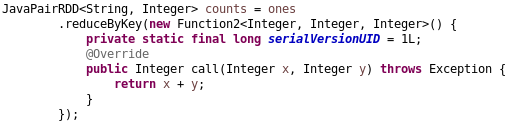 JavaPairRDD<String, Integer> counts = ones
        .reduceByKey(new Function2<Integer, Integer, Integer>() {
            private static final long serialVersionUID = 1L;
            @Override
            public Integer call(Integer x, Integer y) throws Exception {
                return x + y;
            }
        });